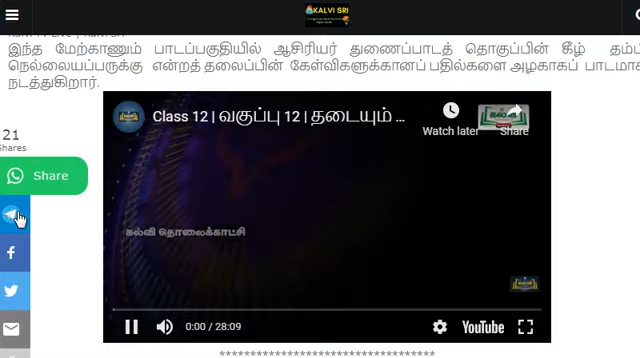 KALVI SRI
இந்த மேற்காணும் பாடப்பகுதியில் ஆசிரியர் துணைப்பாடத் தொகுப்பின் கீழ் தம்பி
நெல்லையப்பருக்கு என்றத் தலைப்பின் கேள்விகளுக்கானப் பதில்களை அழகாகப் பாடமாக
நடத்துகிறார்.
Class 12 | வகுப்பு 12 | தடையும் ...
Watch later
Share
21
Shares
Share
கல்வி தொலைக்காட்சி
0:00 / 28:09
YouTube
************************************